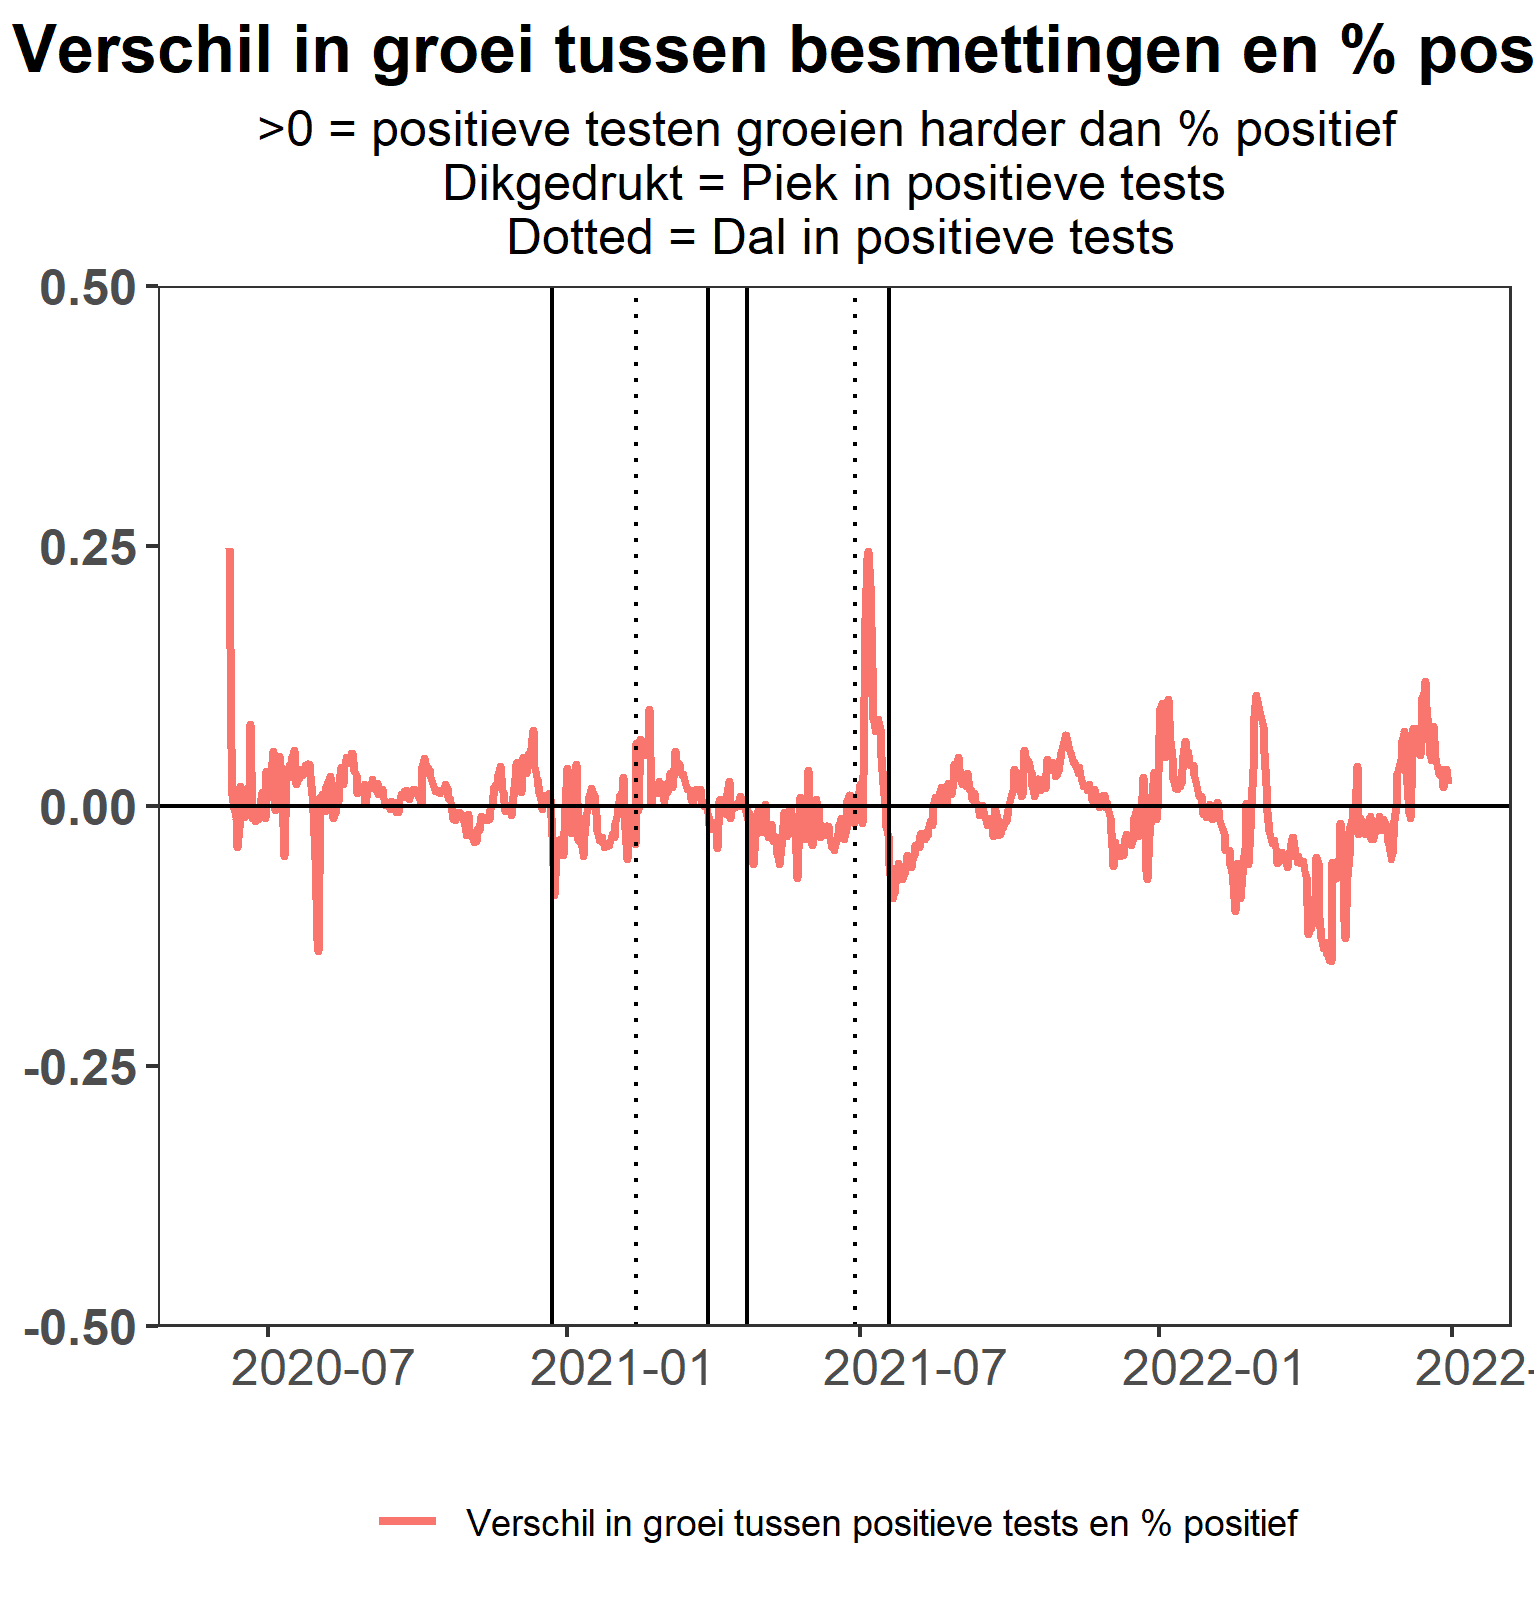 Verschil in groei tussen besmettingen en % pos
>0 = positieve testen groeien harder dan % positief
Dikgedrukt = Piek in positieve tests
Dotted = Dal in positieve tests
0.50
0.25
0.00
-0.25
-0.50
2020-07 2021-01 2021-07 2022-01 2022-
Verschil in groei tussen positieve tests en % positief